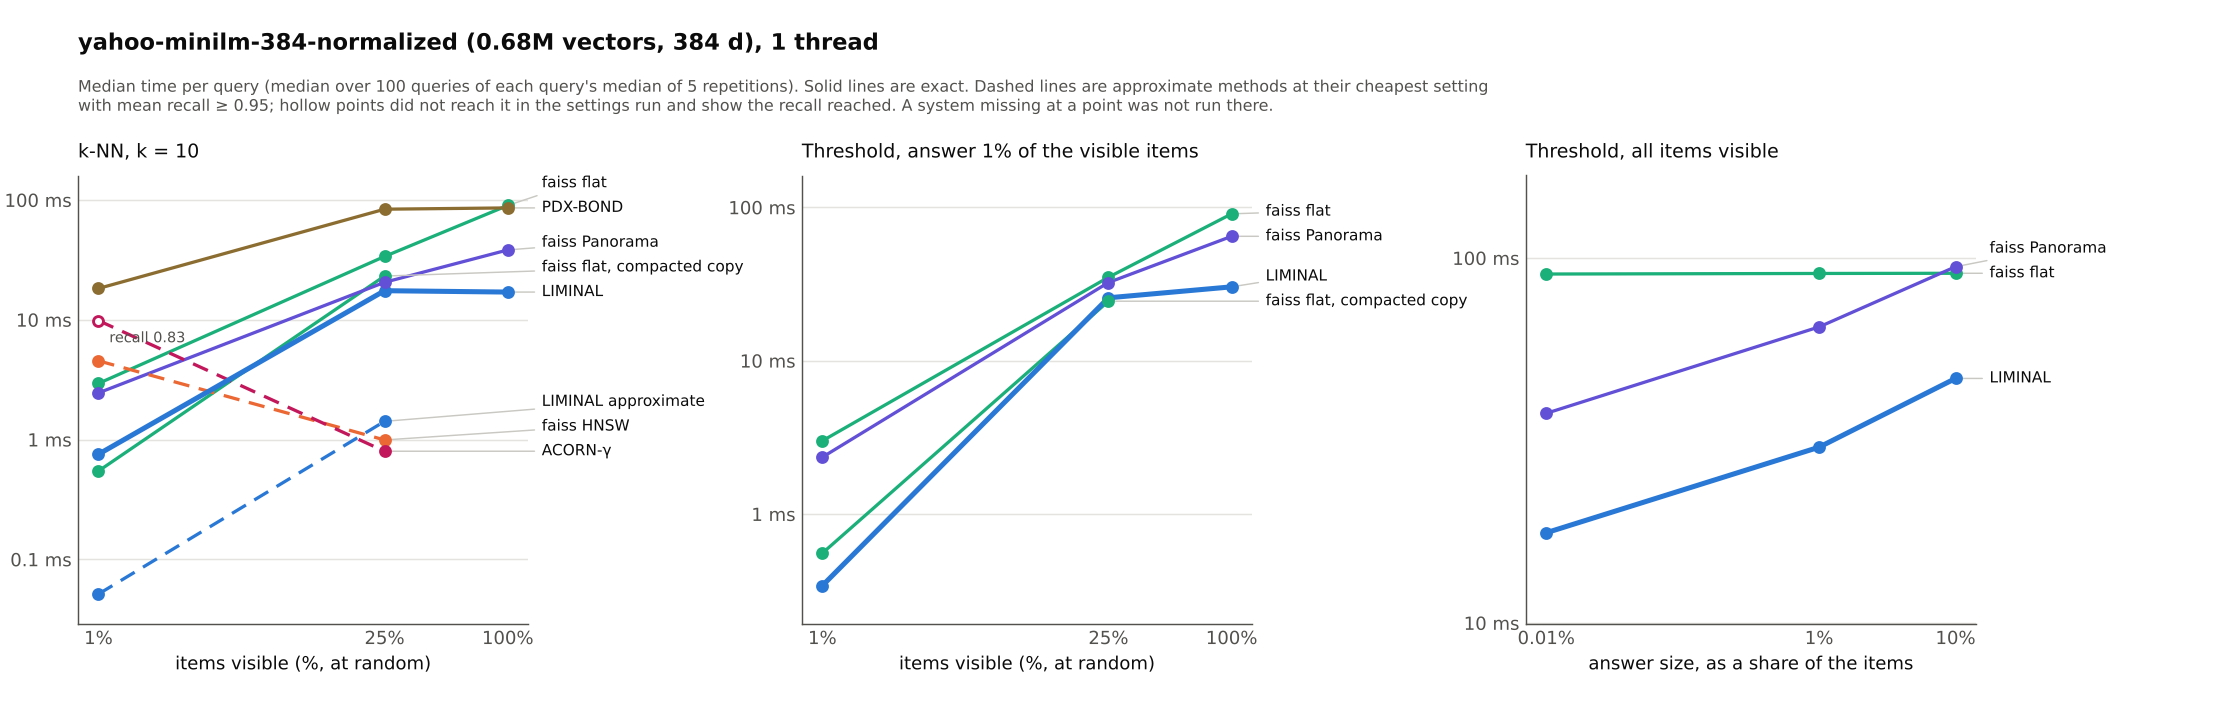 yahoo-minilm-384-normalized (0.68M vectors, 384 d), 1 thread
Median time per query (median over 100 queries of each query's median of 5 repetitions). Solid lines are exact. Dashed lines are approximate methods at their cheapest setting
with mean recall ≥ 0.95; hollow points did not reach it in the settings run and show the recall reached. A system missing at a point was not run there.
k-NN, k = 10
100 ms
10 ms
1 ms
0.1 ms
faiss flat
PDX-BOND
faiss Panorama
faiss flat, compacted copy
LIMINAL
recall 0.83
LIMINAL approximate
faiss HNSW
ACORN-γ
1%
25%
100%
items visible (%, at random)
Threshold, answer 1% of the visible items
100 ms
10 ms
1 ms
faiss flat
faiss Panorama
LIMINAL
faiss flat, compacted copy
1%
25%
100%
items visible (%, at random)
Threshold, all items visible
100 ms
10 ms
faiss Panorama
faiss flat
LIMINAL
0.01%
1%
10%
answer size, as a share of the items